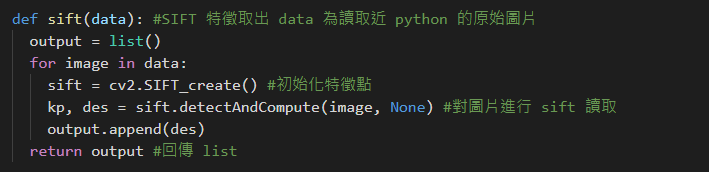 def sift(data): #SIFT 特徵取出 data 為讀取近 python 的原始圖片
output = list()
for image in data:
sift = cv2.SIFT_create() #初始化特徵點
kp, des = sift.detectAndCompute(image, None) #對圖片進行 sift 讀取
output.append(des)
return output #回傳 list